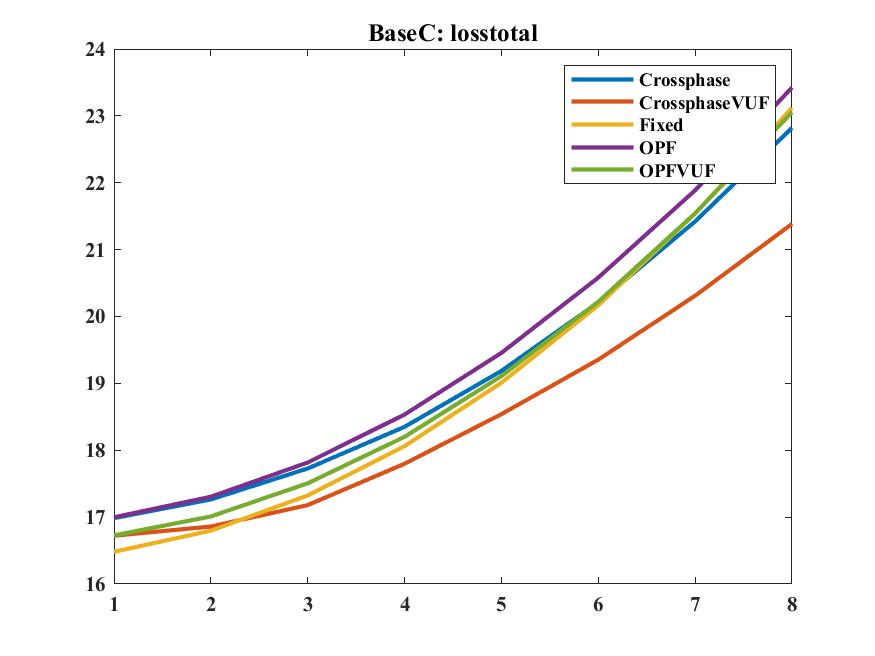 BaseC: losstotal
24
23
22
21
20
19
18
17
16
1 2 3 4 5 6 7 8
Crossphase
CrossphaseVUF
Fixed
OPF
OPFVUF